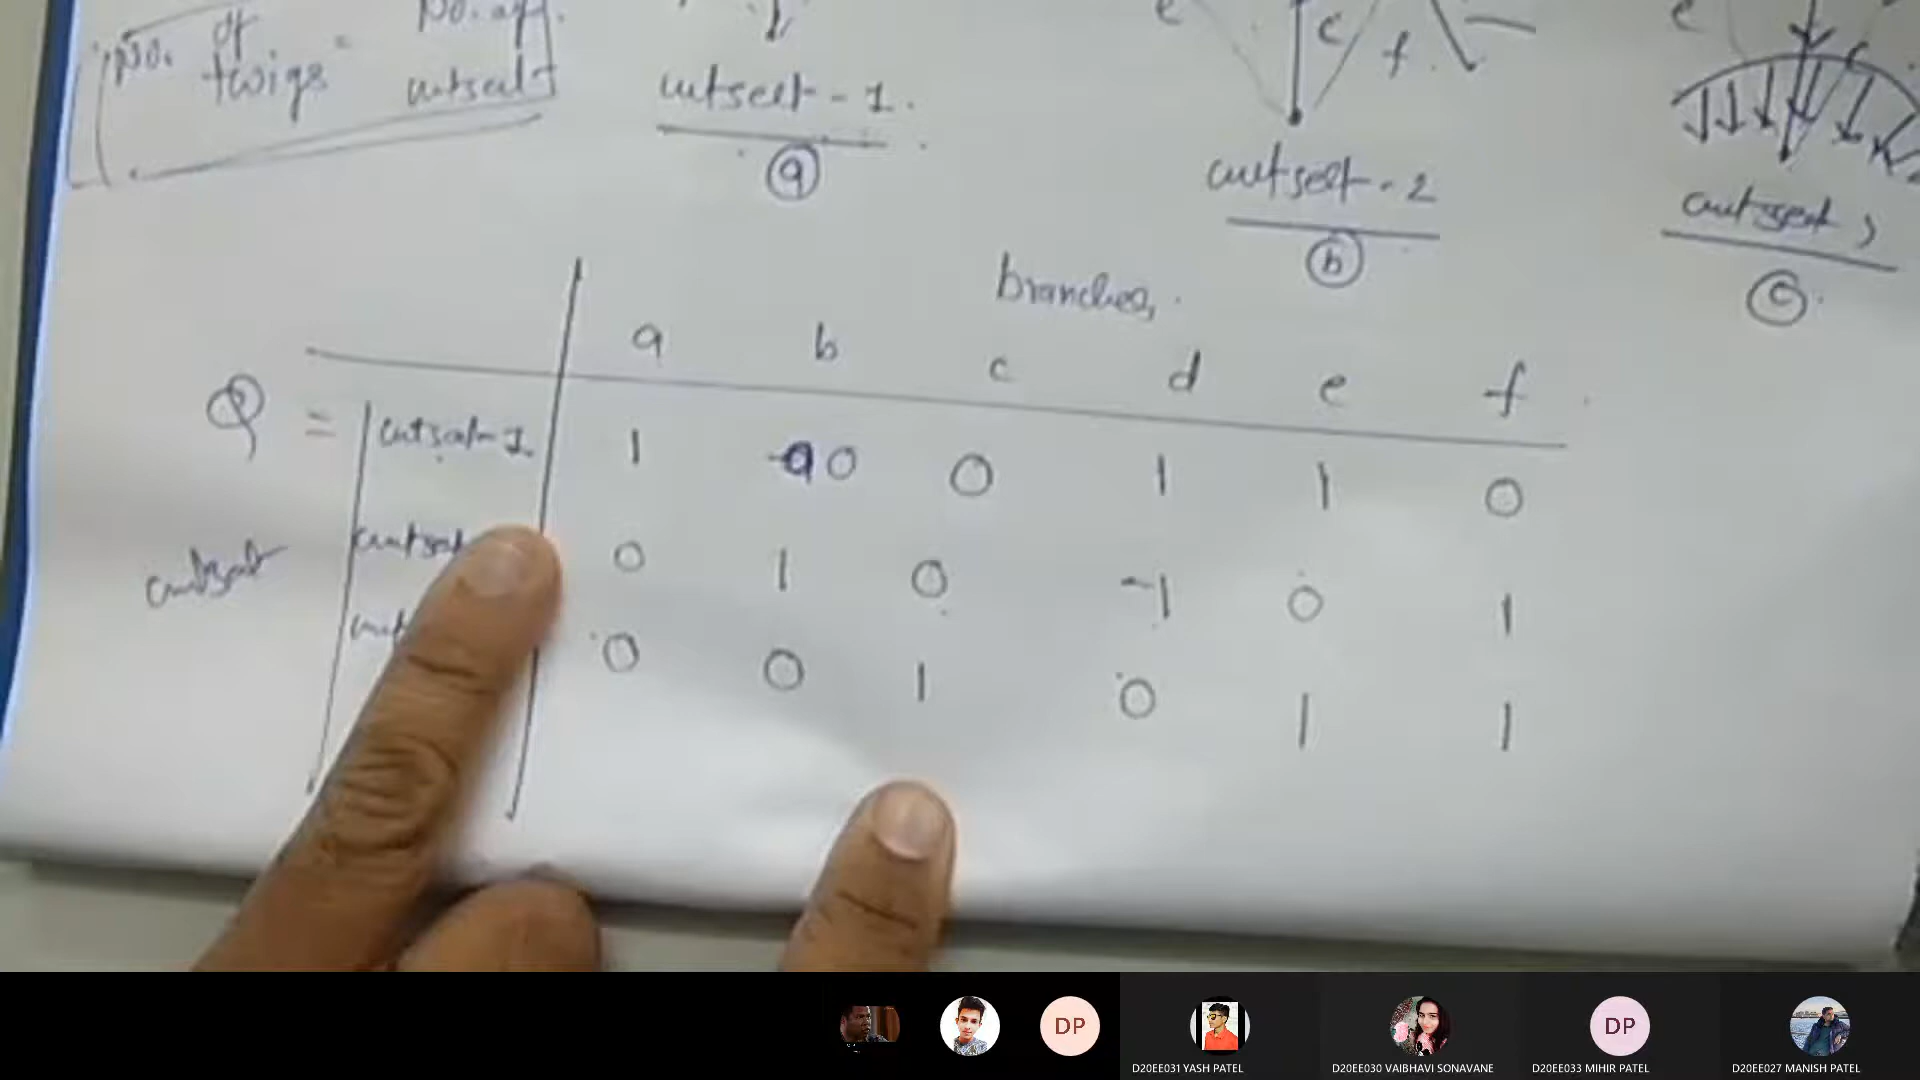 No. of twigs = No. of cutset
cutset-1.
a
e c f
cutset-2
b
e
cutset
c
branches,
a b c d e f
Q = cutset-1 1 0 0 1 1 0
cutset 0 1 0 -1 0 1
cutset
0 0 1 0 1 1
DP
DP
D20EE031 YASH PATEL
D20EE030 VAIBHAVI SONAVANE
D20EE033 MIHIR PATEL
D20EE027 MANISH PATEL